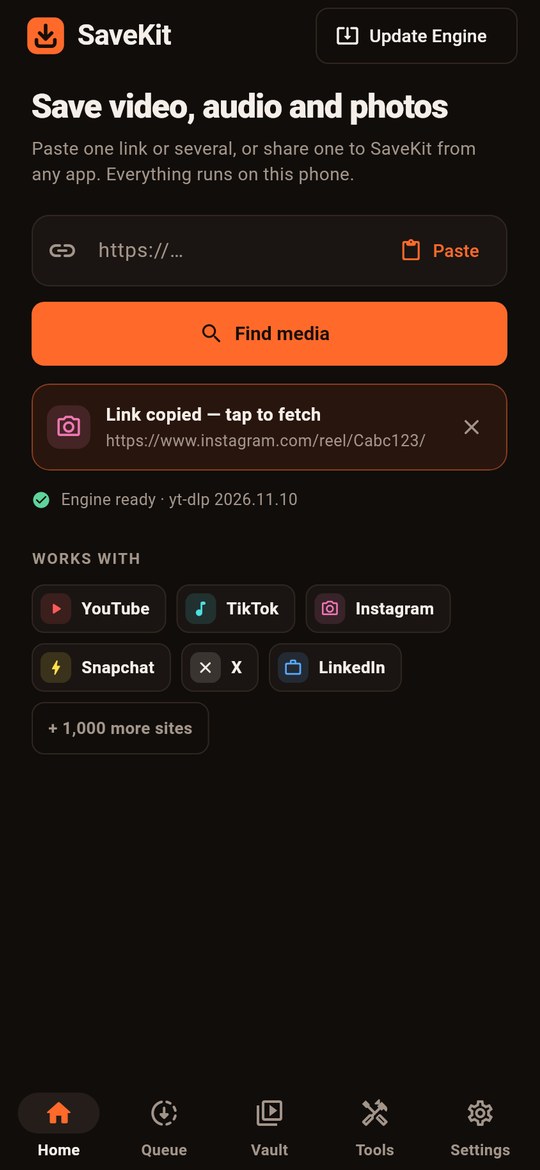 SaveKit
Update Engine
Save video, audio and photos
Paste one link or several, or share one to SaveKit from
any app. Everything runs on this phone.
https://…
Paste
Find media
Link copied — tap to fetch
https://www.instagram.com/reel/Cabc123/
Engine ready · yt-dlp 2026.11.10
WORKS WITH
YouTube
TikTok
Instagram
Snapchat
X
LinkedIn
+ 1,000 more sites
Home
Queue
Vault
Tools
Settings